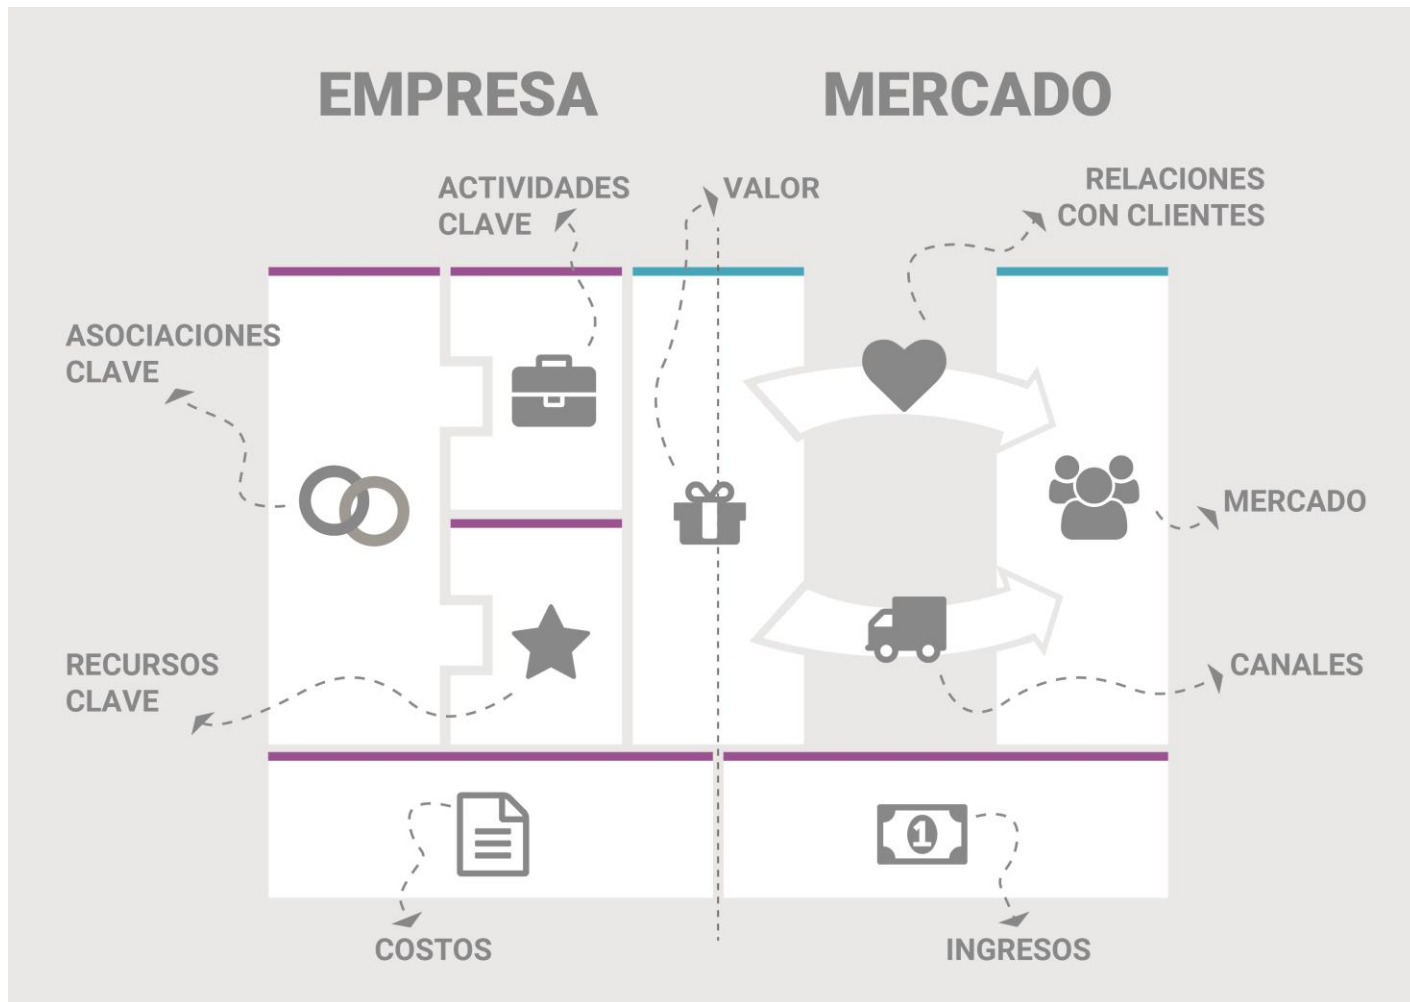 EMPRESA
MERCADO
ACTIVIDADES
CLAVE
VALOR
RELACIONES
CON CLIENTES
ASOCIACIONES
CLAVE
MERCADO
RECURSOS
CLAVE
CANALES
1
COSTOS
INGRESOS